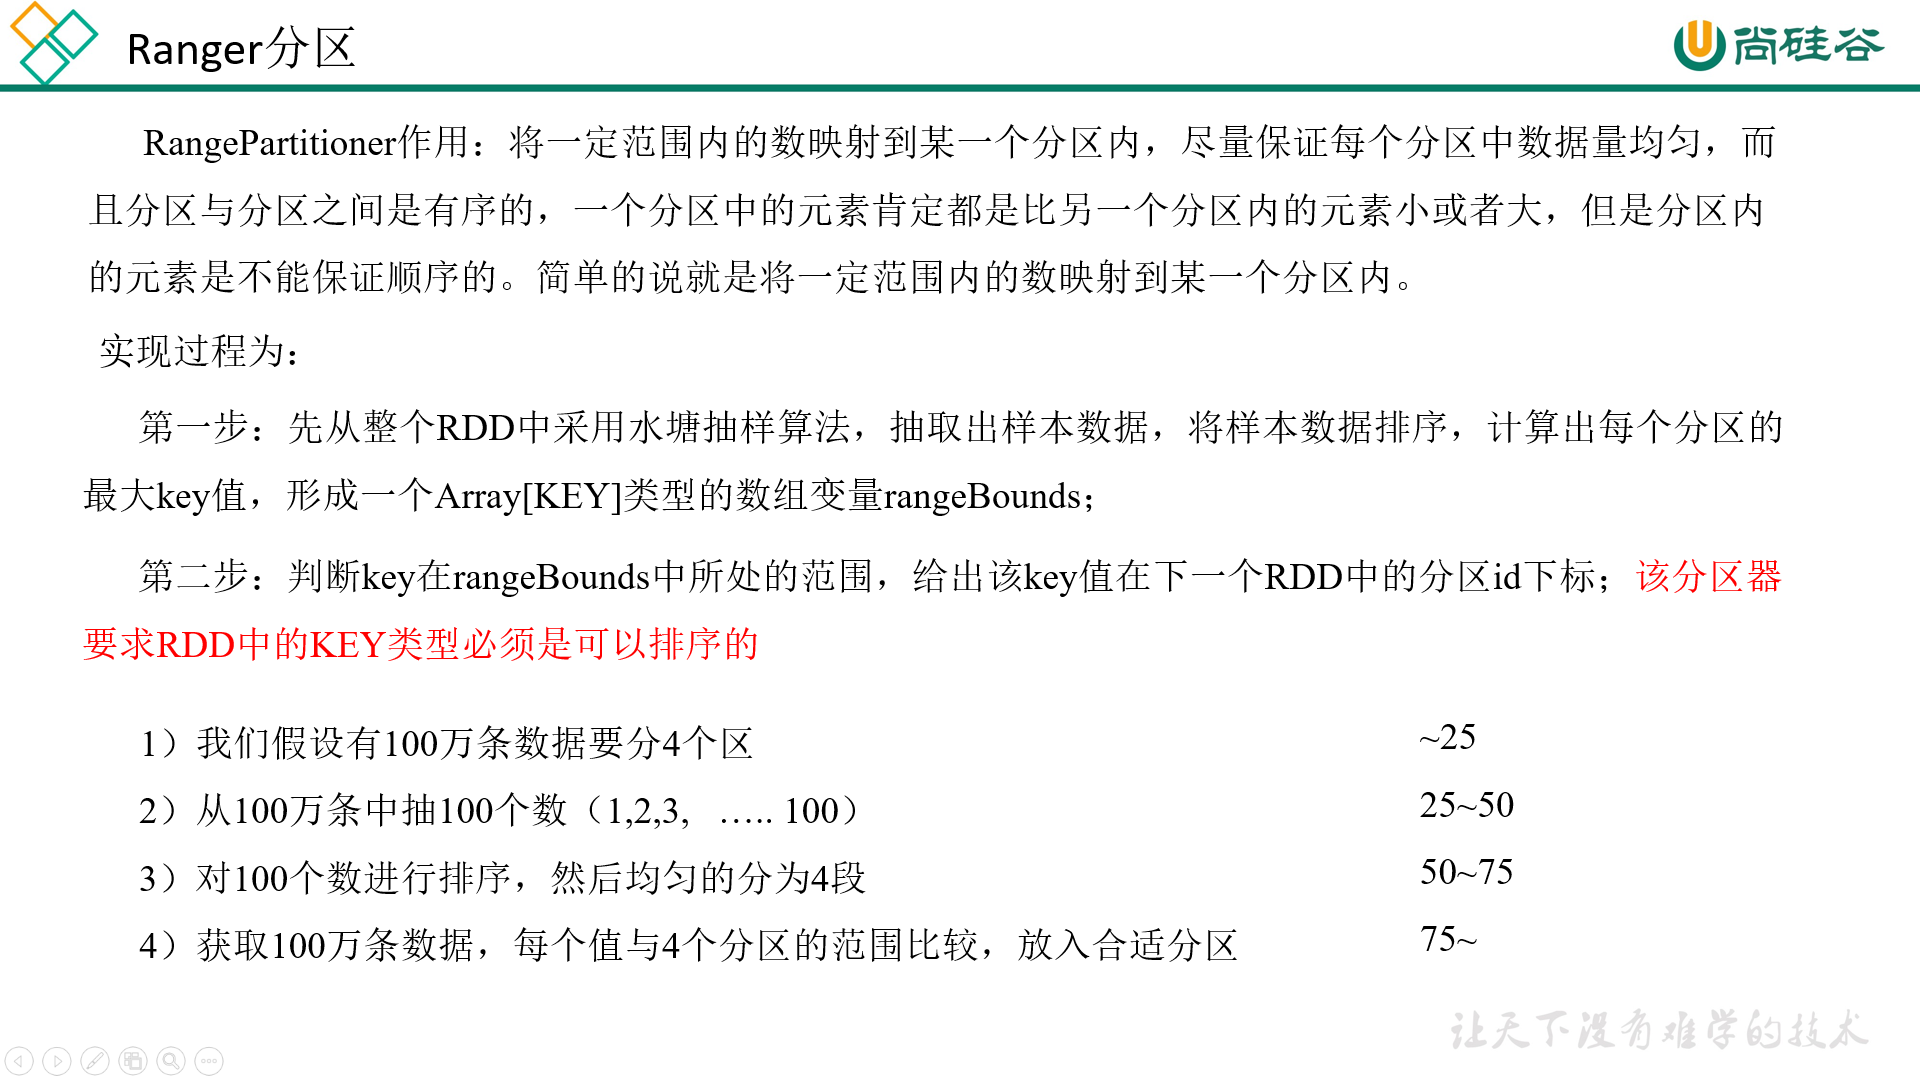 Ranger分区
尚硅谷
RangePartitioner作用：将一定范围内的数映射到某一个分区内，尽量保证每个分区中数据量均匀，而
且分区与分区之间是有序的，一个分区中的元素肯定都是比另一个分区内的元素小或者大，但是分区内
的元素是不能保证顺序的。简单的说就是将一定范围内的数映射到某一个分区内。
实现过程为：
第一步：先从整个RDD中采用水塘抽样算法，抽取出样本数据，将样本数据排序，计算出每个分区的
最大key值，形成一个Array[KEY]类型的数组变量rangeBounds；
第二步：判断key在rangeBounds中所处的范围，给出该key值在下一个RDD中的分区id下标；该分区器
要求RDD中的KEY类型必须是可以排序的
1）我们假设有100万条数据要分4个区
2）从100万条中抽100个数（1,2,3, ….. 100）
3）对100个数进行排序，然后均匀的分为4段
4）获取100万条数据，每个值与4个分区的范围比较，放入合适分区
~25
25~50
50~75
75~
让天下没有难学的技术